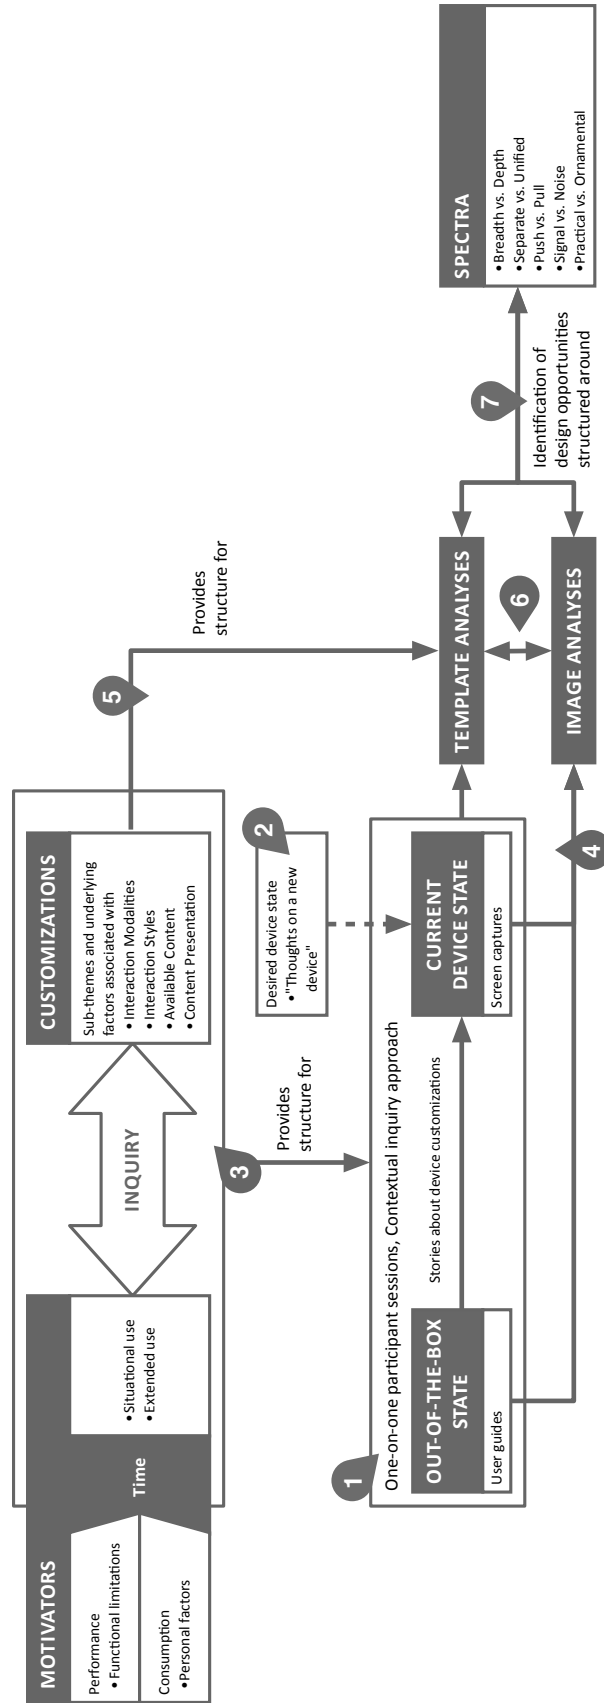 MOTIVATORS
Performance
• Functional limitations
Consumption
• Personal factors
Time
• Situational use
• Extended use
INQUIRY
CUSTOMIZATIONS
Sub-themes and underlying
factors associated with
• Interaction Modalities
• Interaction Styles
• Available Content
• Content Presentation
3
Provides
structure for
5
Provides
structure for
2
Desired device state
• "Thoughts on a new
device"
1
One-on-one participant sessions, Contextual inquiry approach
OUT-OF-THE-BOX
STATE
User guides
Stories about device customizations
CURRENT
DEVICE STATE
Screen captures
4
TEMPLATE ANALYSES
6
IMAGE ANALYSES
7
Identification of
design opportunities
structured around
SPECTRA
• Breadth vs. Depth
• Separate vs. Unified
• Push vs. Pull
• Signal vs. Noise
• Practical vs. Ornamental